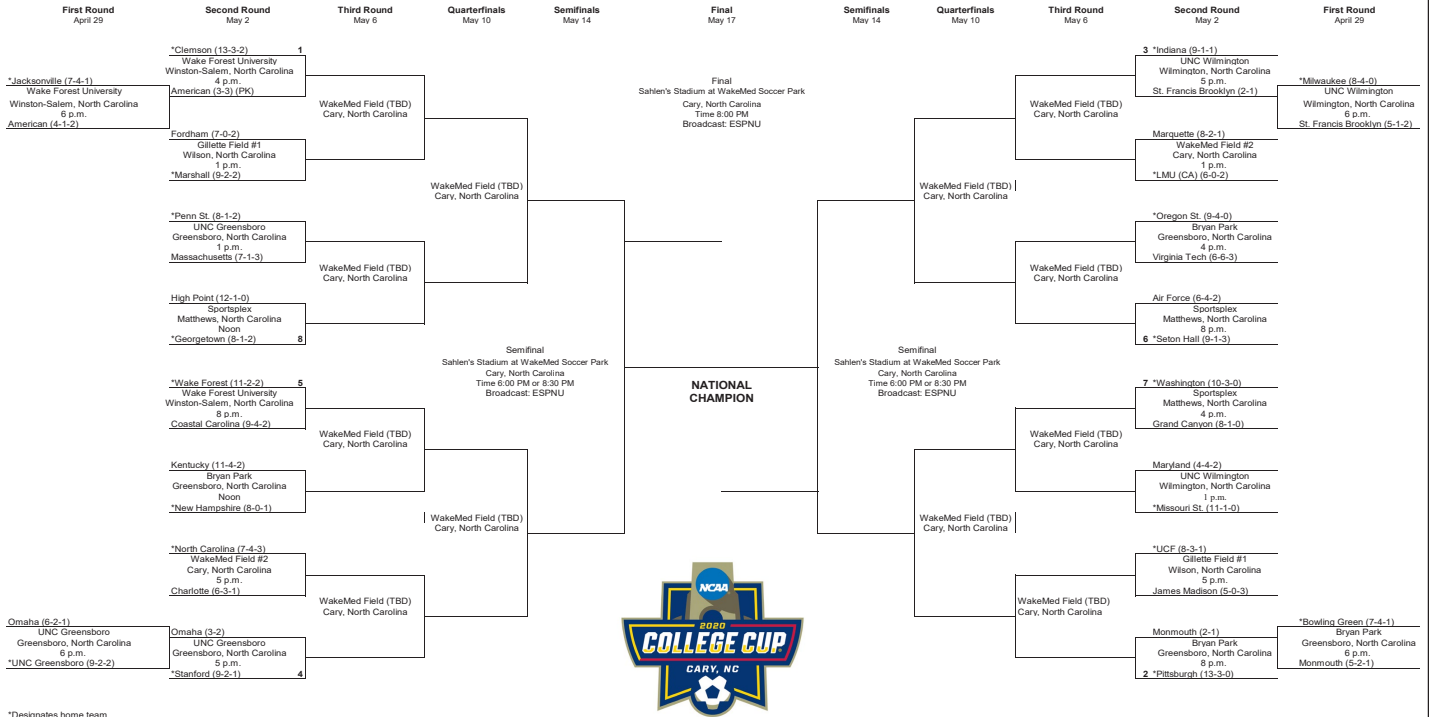 First Round
April 29
Second Round
May 2
Third Round
May 6
Quarterfinals
May 10
Semifinals
May 14
Final
May 17
Semifinals
May 14
Quarterfinals
May 10
Third Round
May 6
Second Round
May 2
First Round
April 29
*Jacksonville (7-4-1)
Wake Forest University
Winston-Salem, North Carolina
6 p.m.
American (4-1-2)
*Clemson (13-3-2) 1
Wake Forest University
Winston-Salem, North Carolina
4 p.m.
American (3-3) (PK)
Fordham (7-0-2)
Gillette Field #1
Wilson, North Carolina
1 p.m.
*Marshall (9-2-2)
*Penn St. (8-1-2)
UNC Greensboro
Greensboro, North Carolina
1 p.m.
Massachusetts (7-1-3)
High Point (12-1-0)
Sportsplex
Matthews, North Carolina
Noon
*Georgetown (8-1-2) 8
*Wake Forest (11-2-2) 5
Wake Forest University
Winston-Salem, North Carolina
8 p.m.
Coastal Carolina (9-4-2)
Kentucky (11-4-2)
Bryan Park
Greensboro, North Carolina
Noon
*New Hampshire (8-0-1)
*North Carolina (7-4-3)
WakeMed Field #2
Cary, North Carolina
5 p.m.
Charlotte (6-3-1)
Omaha (6-2-1)
UNC Greensboro
Greensboro, North Carolina
6 p.m.
*UNC Greensboro (9-2-2)
Omaha (3-2)
UNC Greensboro
Greensboro, North Carolina
5 p.m.
*Stanford (9-2-1) 4
WakeMed Field (TBD)
Cary, North Carolina
WakeMed Field (TBD)
Cary, North Carolina
WakeMed Field (TBD)
Cary, North Carolina
WakeMed Field (TBD)
Cary, North Carolina
WakeMed Field (TBD)
Cary, North Carolina
WakeMed Field (TBD)
Cary, North Carolina
Semifinal
Sahlen's Stadium at WakeMed Soccer Park
Cary, North Carolina
Time 6:00 PM or 8:30 PM
Broadcast: ESPNU
Final
Sahlen's Stadium at WakeMed Soccer Park
Cary, North Carolina
Time 8:00 PM
Broadcast: ESPNU
NATIONAL
CHAMPION
NCAA
2020
COLLEGE CUP
CARY, NC
Semifinal
Sahlen's Stadium at WakeMed Soccer Park
Cary, North Carolina
Time 6:00 PM or 8:30 PM
Broadcast: ESPNU
WakeMed Field (TBD)
Cary, North Carolina
WakeMed Field (TBD)
Cary, North Carolina
WakeMed Field (TBD)
Cary, North Carolina
WakeMed Field (TBD)
Cary, North Carolina
WakeMed Field (TBD)
Cary, North Carolina
WakeMed Field (TBD)
Cary, North Carolina
3 *Indiana (9-1-1)
UNC Wilmington
Wilmington, North Carolina
5 p.m.
St. Francis Brooklyn (2-1)
*Milwaukee (8-4-0)
UNC Wilmington
Wilmington, North Carolina
6 p.m.
St. Francis Brooklyn (5-1-2)
Marquette (8-2-1)
WakeMed Field #2
Cary, North Carolina
1 p.m.
*LMU (CA) (6-0-2)
*Oregon St. (9-4-0)
Bryan Park
Greensboro, North Carolina
4 p.m.
Virginia Tech (6-6-3)
Air Force (6-4-2)
Sportsplex
Matthews, North Carolina
8 p.m.
6 *Seton Hall (9-1-3)
7 *Washington (10-3-0)
Sportsplex
Matthews, North Carolina
4 p.m.
Grand Canyon (8-1-0)
Maryland (4-4-2)
UNC Wilmington
Wilmington, North Carolina
1 p.m.
*Missouri St. (11-1-0)
*UCF (8-3-1)
Gillette Field #1
Wilson, North Carolina
5 p.m.
James Madison (5-0-3)
Monmouth (2-1)
Bryan Park
Greensboro, North Carolina
8 p.m.
2 *Pittsburgh (13-3-0)
*Bowling Green (7-4-1)
Bryan Park
Greensboro, North Carolina
6 p.m.
Monmouth (5-2-1)
*Designates home team